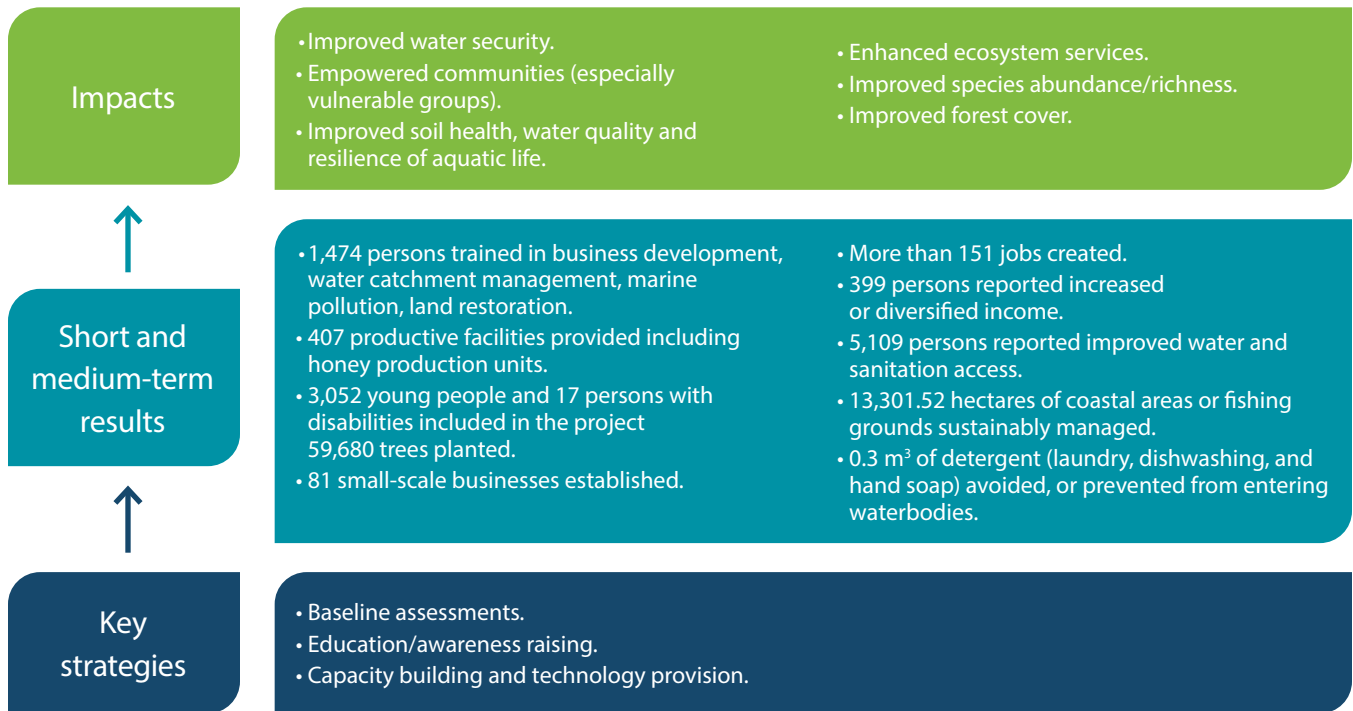 Impacts
• Improved water security.
• Empowered communities (especially
vulnerable groups).
• Improved soil health, water quality and
resilience of aquatic life.
• Enhanced ecosystem services.
• Improved species abundance/richness.
• Improved forest cover.
Short and
medium-term
results
• 1,474 persons trained in business development,
water catchment management, marine
pollution, land restoration.
• 407 productive facilities provided including
honey production units.
• 3,052 young people and 17 persons with
disabilities included in the project
59,680 trees planted.
• 81 small-scale businesses established.
• More than 151 jobs created.
• 399 persons reported increased
or diversified income.
• 5,109 persons reported improved water and
sanitation access.
• 13,301.52 hectares of coastal areas or fishing
grounds sustainably managed.
• 0.3 m³ of detergent (laundry, dishwashing, and
hand soap) avoided, or prevented from entering
waterbodies.
Key
strategies
• Baseline assessments.
• Education/awareness raising.
• Capacity building and technology provision.